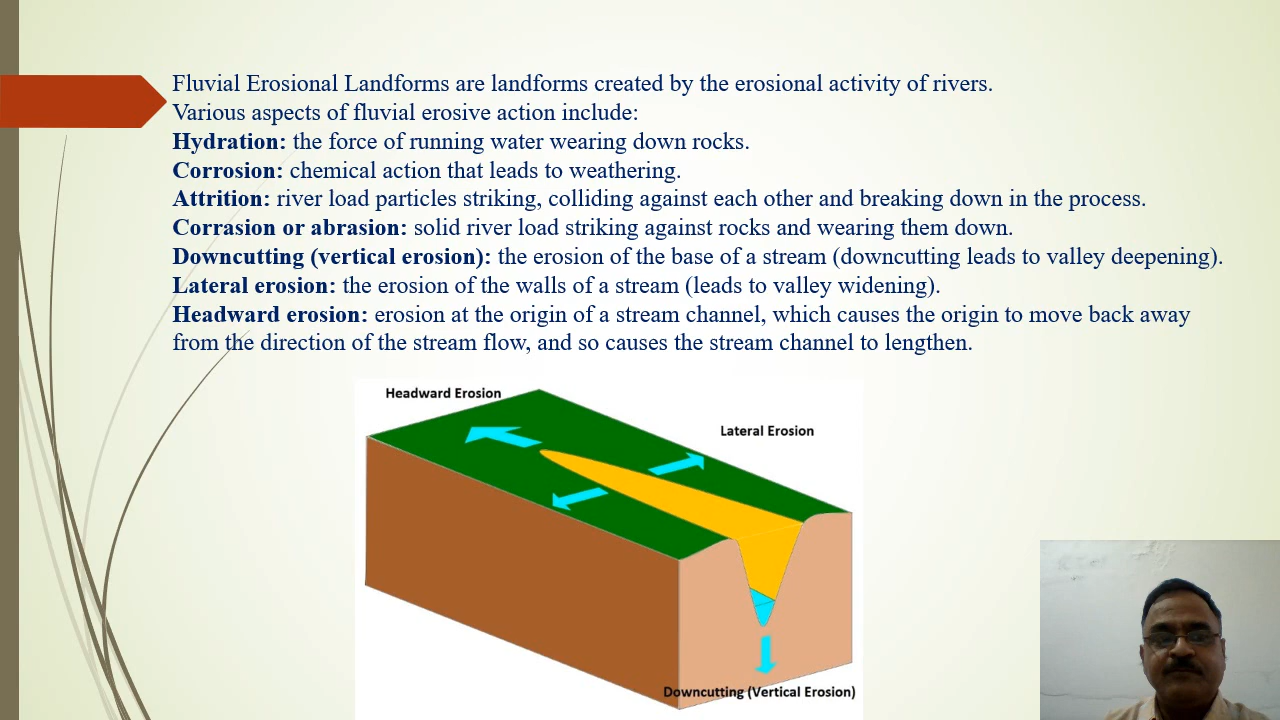 Fluvial Erosional Landforms are landforms created by the erosional activity of rivers.
Various aspects of fluvial erosive action include:
Hydration: the force of running water wearing down rocks.
Corrosion: chemical action that leads to weathering.
Attrition: river load particles striking, colliding against each other and breaking down in the process.
Corrasion or abrasion: solid river load striking against rocks and wearing them down.
Downcutting (vertical erosion): the erosion of the base of a stream (downcutting leads to valley deepening).
Lateral erosion: the erosion of the walls of a stream (leads to valley widening).
Headward erosion: erosion at the origin of a stream channel, which causes the origin to move back away
from the direction of the stream flow, and so causes the stream channel to lengthen.
Headward Erosion
Lateral Erosion
Downcutting (Vertical Erosion)